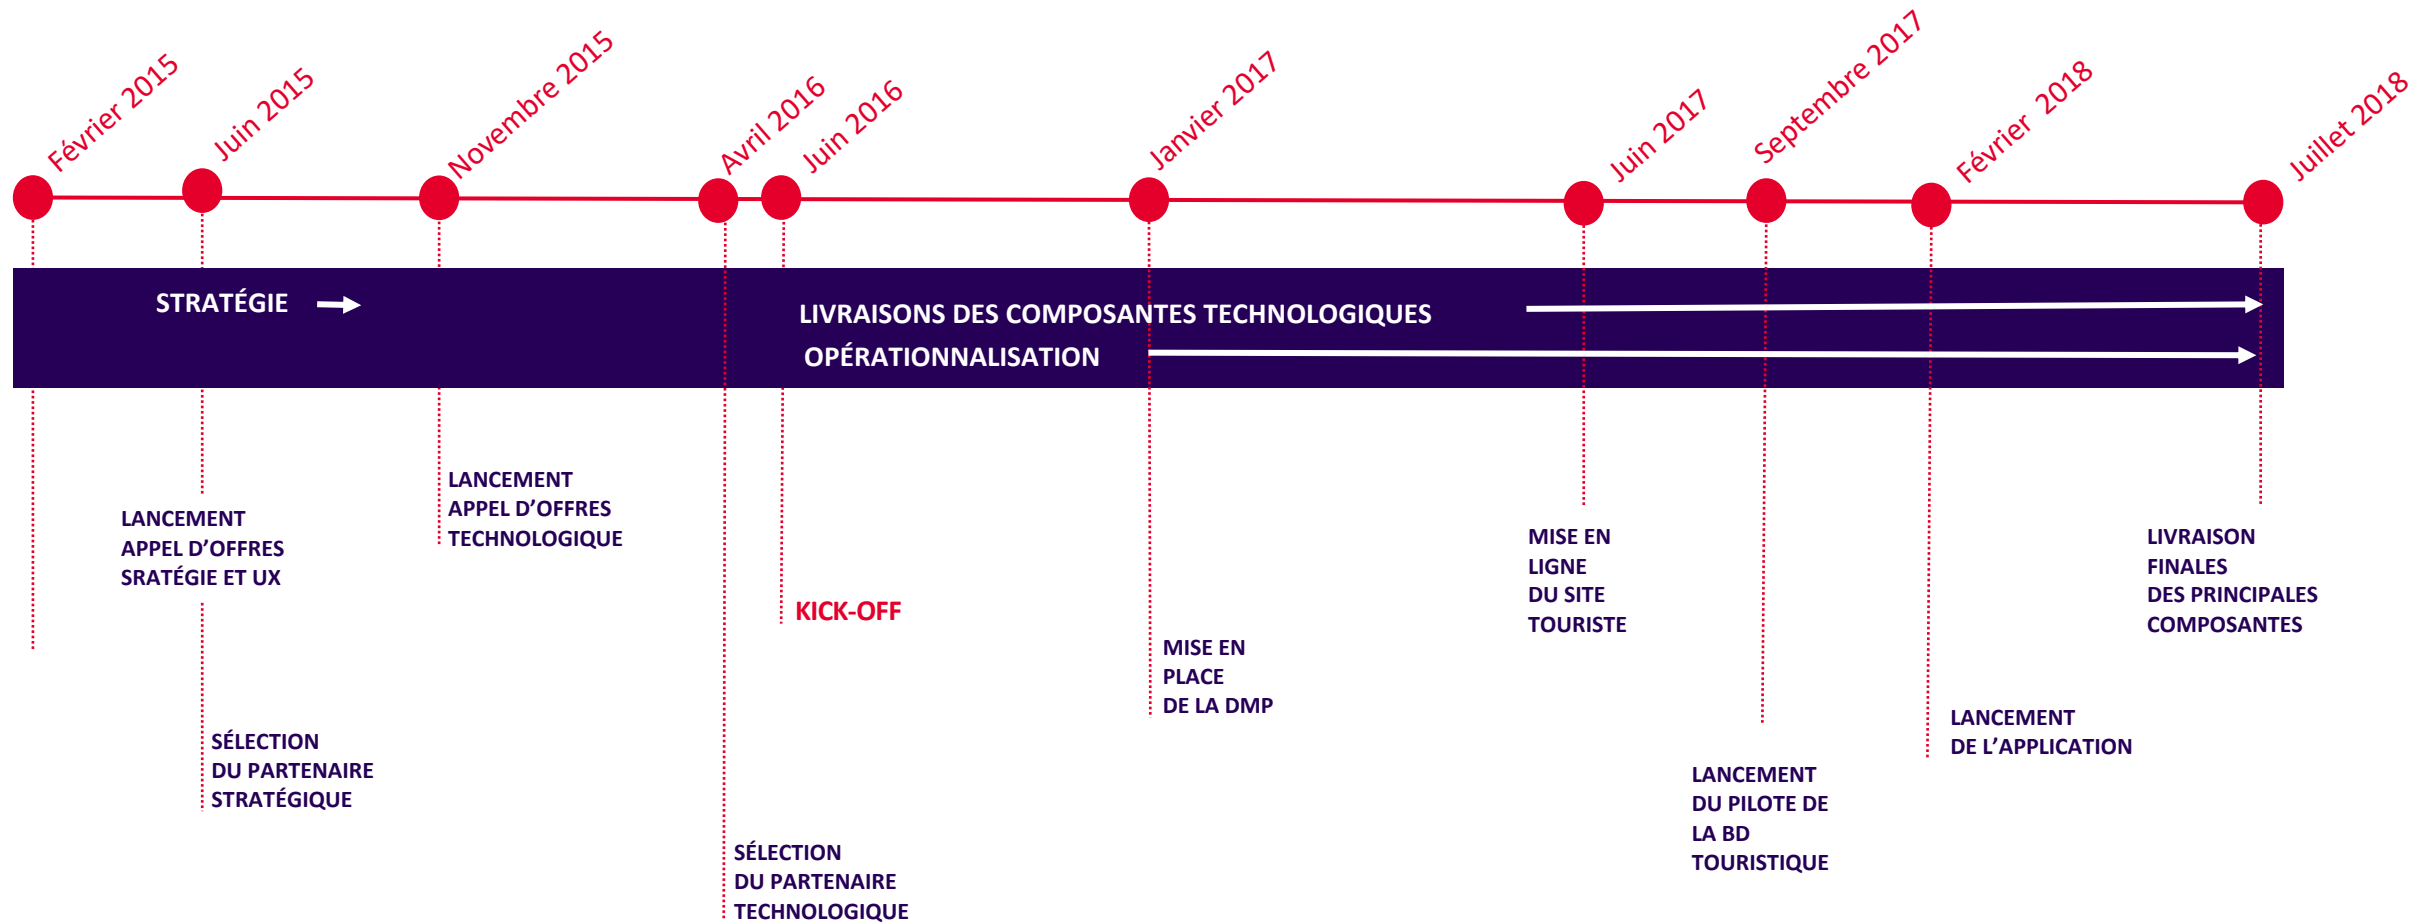 Février 2015
Juin 2015
Novembre 2015
Avril 2016
Juin 2016
Janvier 2017
Juin 2017
Septembre 2017
Février 2018
Juillet 2018
STRATÉGIE
LIVRAISONS DES COMPOSANTES TECHNOLOGIQUES
OPÉRATIONNALISATION
LANCEMENT
APPEL D’OFFRES
SRATÉGIE ET UX
SÉLECTION
DU PARTENAIRE
STRATÉGIQUE
LANCEMENT
APPEL D’OFFRES
TECHNOLOGIQUE
SÉLECTION
DU PARTENAIRE
TECHNOLOGIQUE
KICK-OFF
MISE EN
PLACE
DE LA DMP
MISE EN
LIGNE
DU SITE
TOURISTE
LANCEMENT
DU PILOTE DE
LA BD
TOURISTIQUE
LANCEMENT
DE L’APPLICATION
LIVRAISON
FINALES
DES PRINCIPALES
COMPOSANTES